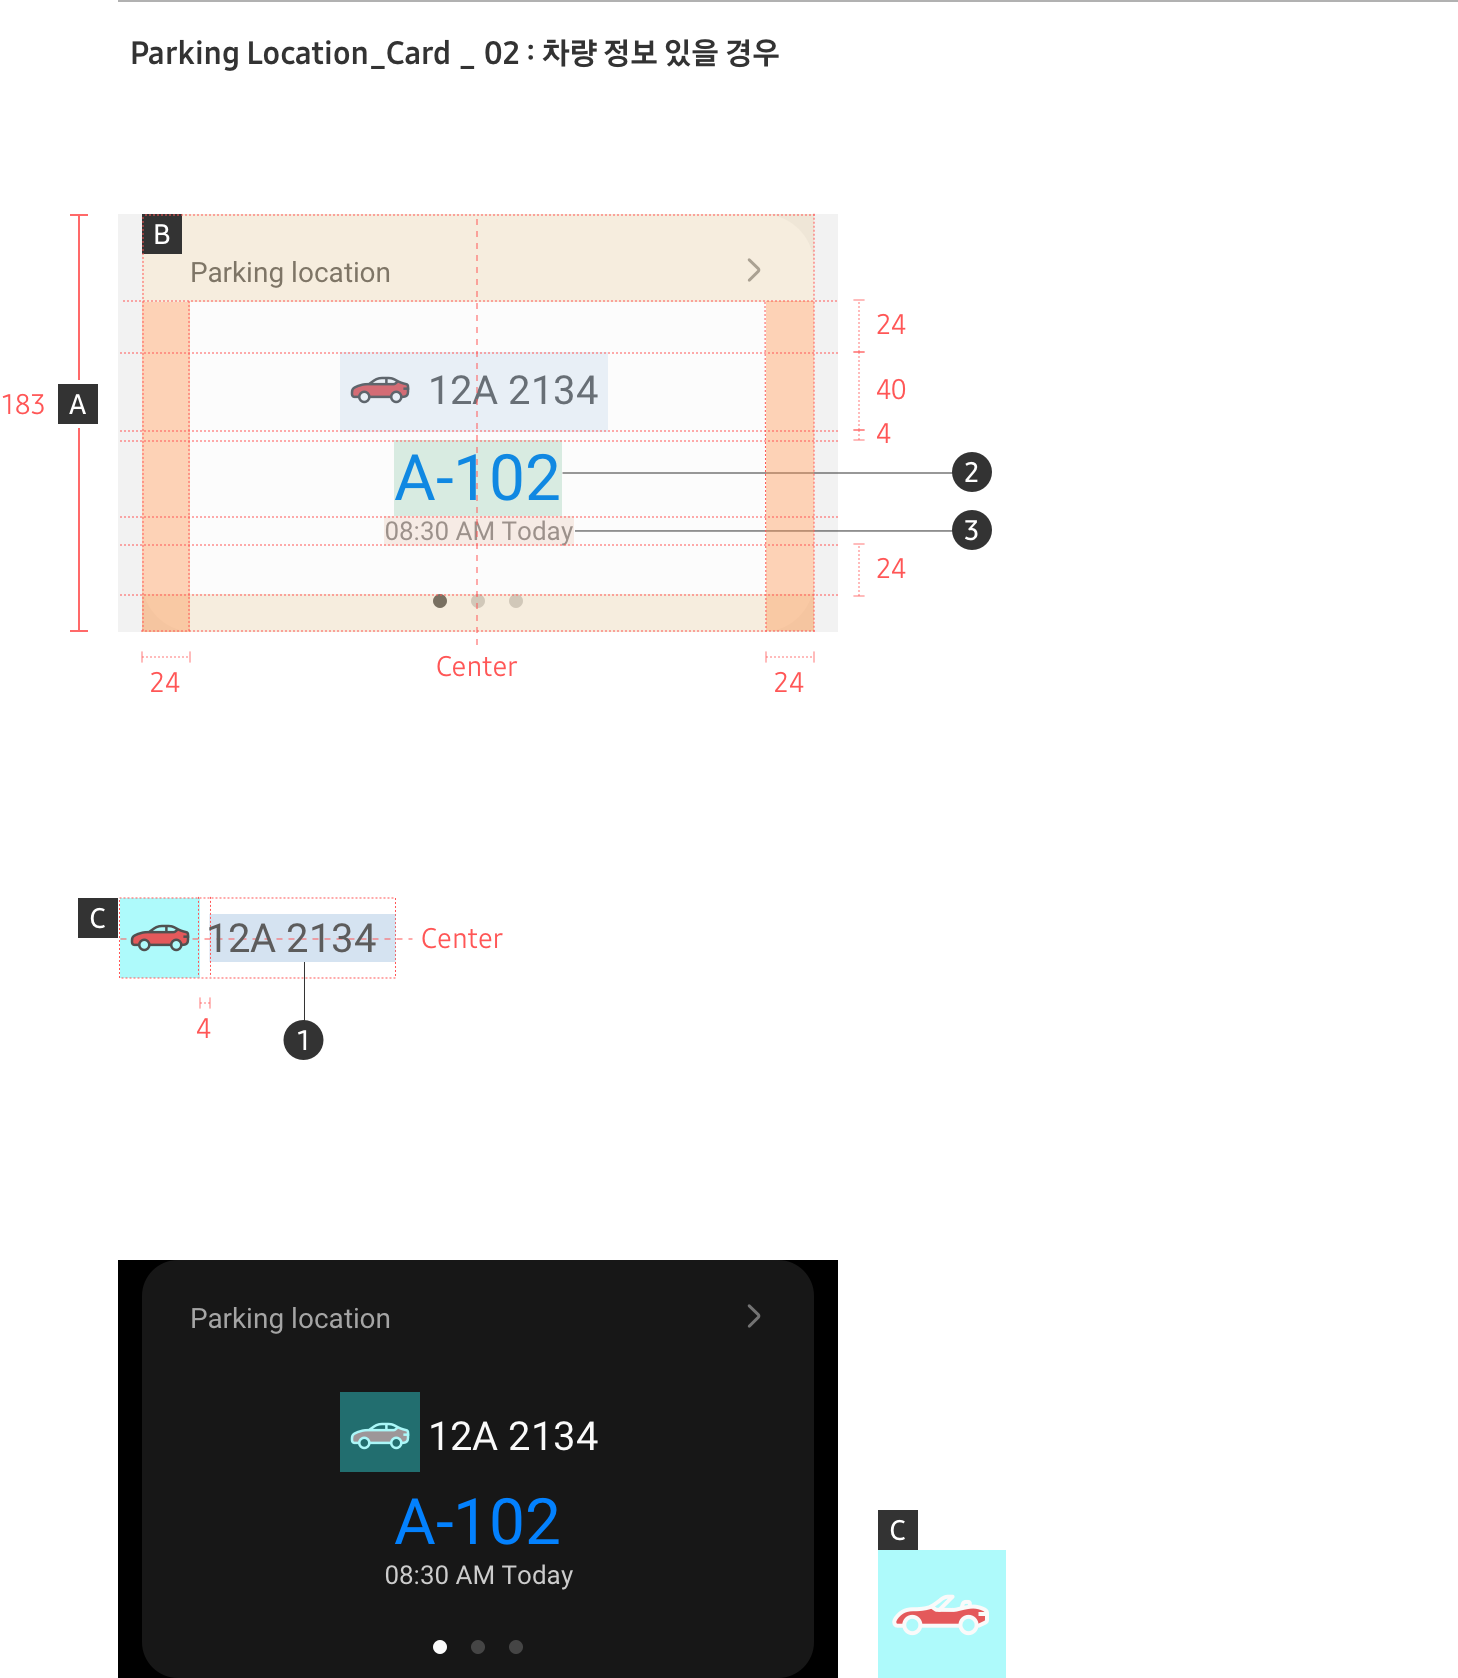 Parking Location_Card _ 02 : 차량 정보 있을 경우
B
Parking location
24
12A 2134
40
183
A
4
A-102
2
08:30 AM Today
3
24
Center
24
24
C
12A 2134
Center
4
1
Parking location
12A 2134
A-102
C
08:30 AM Today